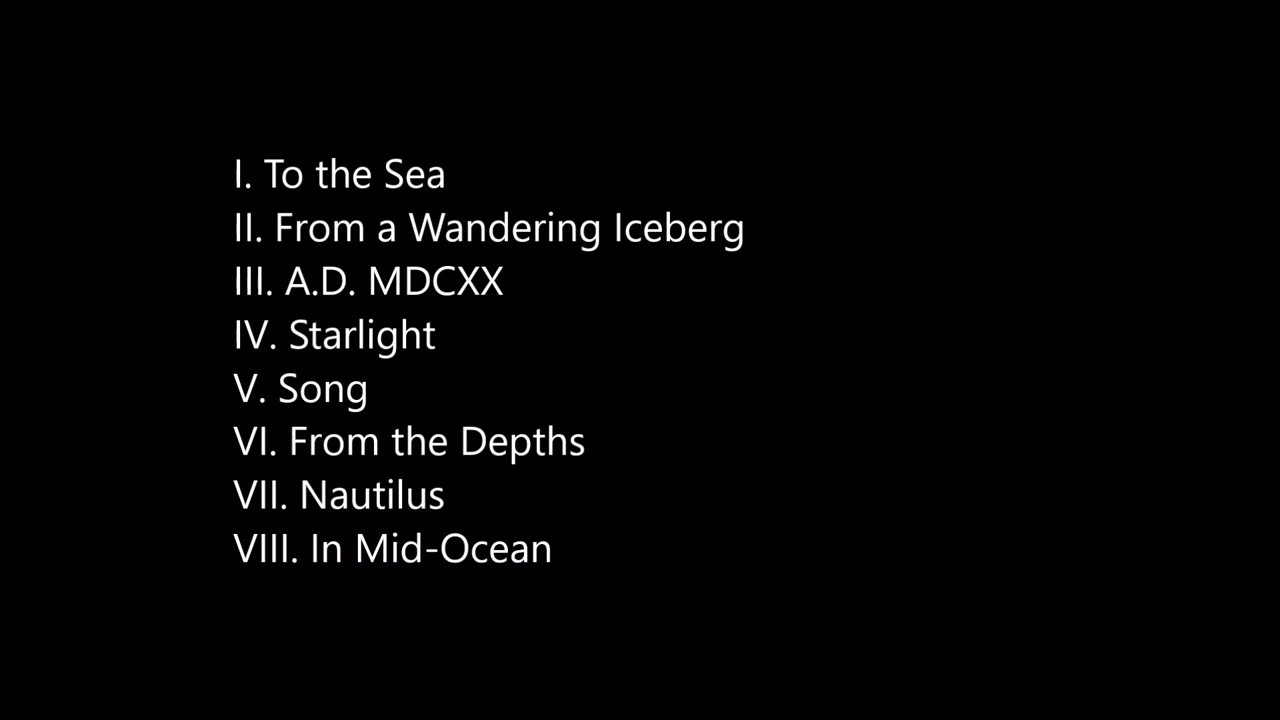 I. To the Sea
II. From a Wandering Iceberg
III. A.D. MDCXX
IV. Starlight
V. Song
VI. From the Depths
VII. Nautilus
VIII. In Mid-Ocean